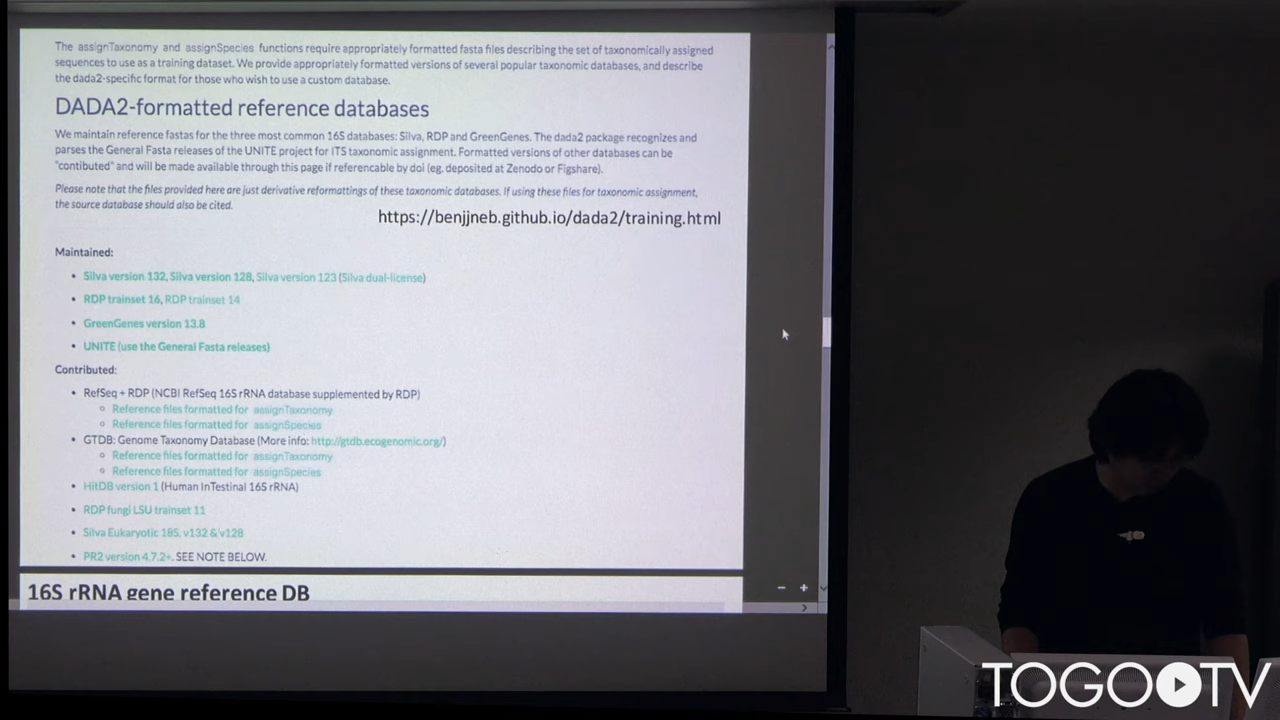 The assignTaxonomy and assignSpecies functions require appropriately formatted fasta files describing the set of taxonomically assigned
sequences to use as a training dataset. We provide appropriately formatted versions of several popular taxonomic databases, and describe
the dada2-specific format for those who wish to use a custom database.
DADA2-formatted reference databases
We maintain reference fastas for the three most common 16S databases: Silva, RDP and GreenGenes. The dada2 package recognizes and
parses the General Fasta releases of the UNITE project for ITS taxonomic assignment. Formatted versions of other databases can be
"contibuted" and will be made available through this page if referencable by doi (eg. deposited at Zenodo or Figshare).
Please note that the files provided here are just derivative reformattings of these taxonomic databases. If using these files for taxonomic assignment,
the source database should also be cited.
https://benjjneb.github.io/dada2/training.html
Maintained:
• Silva version 132, Silva version 128, Silva version 123 (Silva dual-license)
• RDP trainset 16, RDP trainset 14
• GreenGenes version 13.8
• UNITE (use the General Fasta releases)
Contributed:
• RefSeq + RDP (NCBI RefSeq 16S rRNA database supplemented by RDP)
○ Reference files formatted for assignTaxonomy
○ Reference files formatted for assignSpecies
• GTDB: Genome Taxonomy Database (More info: http://gtdb.ecogenomic.org/)
○ Reference files formatted for assignTaxonomy
○ Reference files formatted for assignSpecies
• HitDB version 1 (Human InTestinal 16S rRNA)
• RDP fungi LSU trainset 11
• Silva Eukaryotic 18S, v132 & v128
• PR2 version 4.7.2+. SEE NOTE BELOW.
16S rRNA gene reference DB
TOGO TV